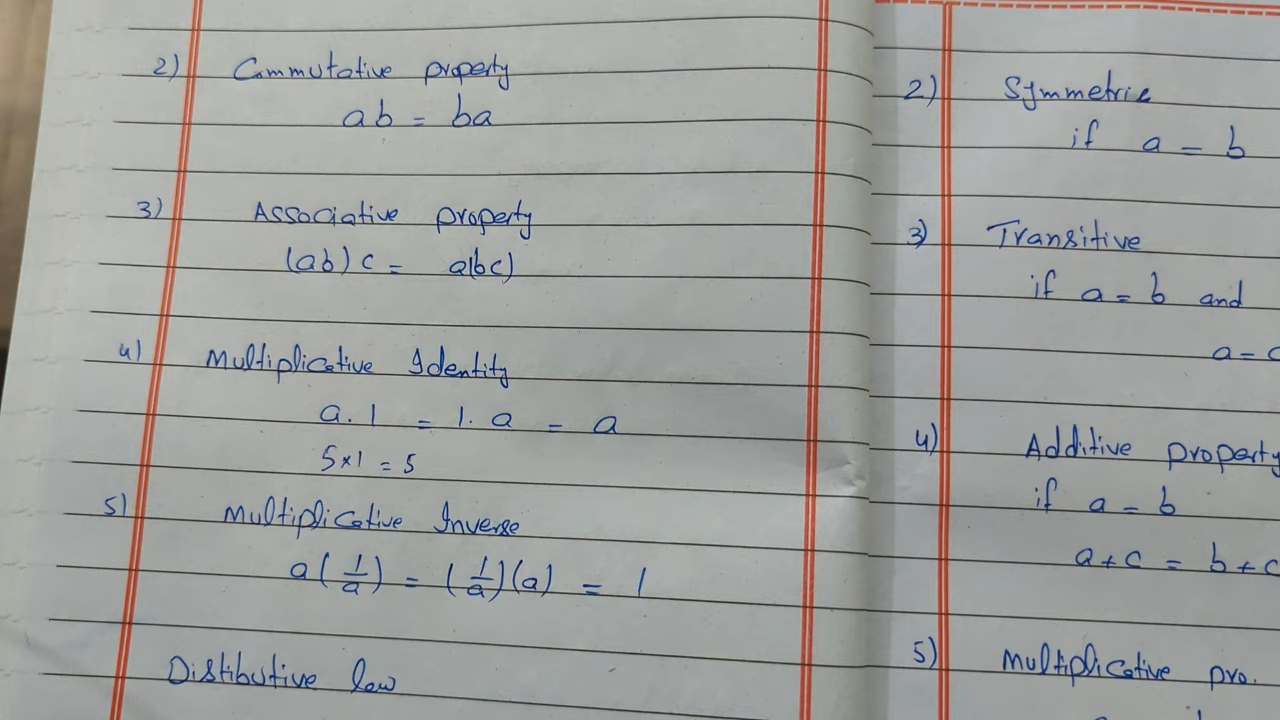 2) Commutative property
ab = ba
3) Associative property
(ab)c = a(bc)
4) Multiplicative Identity
a.1 = 1.a = a
5×1 = 5
5) Multiplicative Inverse
a(1/a) = (1/a)(a) = 1
Distibutive law
2) Symmetric
if a = b
3) Transitive
if a = b and
a = c
4) Additive property
if a = b
a+c = b+c
5) Multiplicative pro.